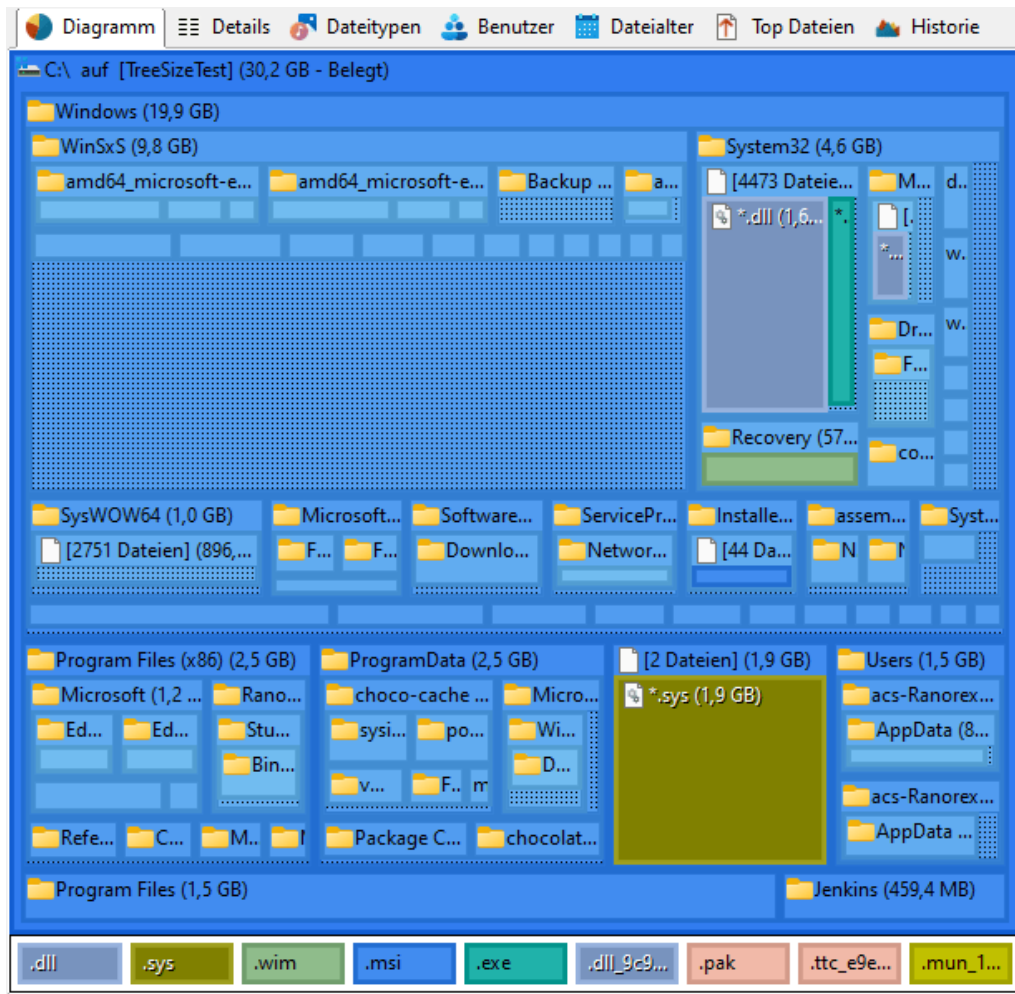 Diagramm Details Dateitypen Benutzer Dateialter Top Dateien Historie
C:\ auf [TreeSizeTest] (30,2 GB - Belegt)
Windows (19,9 GB)
WinSxS (9,8 GB) System32 (4,6 GB)
amd64_microsoft-e... amd64_microsoft-e... Backup ... a... [4473 Dateie... M... d..
*.dll (1,6... *. [.
*... w.
Dr... w.
F...
Recovery (57...
co...
SysWOW64 (1,0 GB) Microsoft... Software... ServicePr... Installe... assem... Syst...
[2751 Dateien] (896,... F... F... Downlo... Networ... [44 Da... N
Program Files (x86) (2,5 GB) ProgramData (2,5 GB) [2 Dateien] (1,9 GB) Users (1,5 GB)
Microsoft (1,2 ... Rano... choco-cache ... Micro... *.sys (1,9 GB) acs-Ranorex...
Ed... Ed... Stu... sysi... po... Wi... AppData (8...
Bin... D...
v... F.. m acs-Ranorex...
Refe... C... M.. Package C... chocolat... AppData ...
Program Files (1,5 GB) Jenkins (459,4 MB)
.dll .sys .wim .msi .exe .dll_9c9... .pak .ttc_e9e... .mun_1...